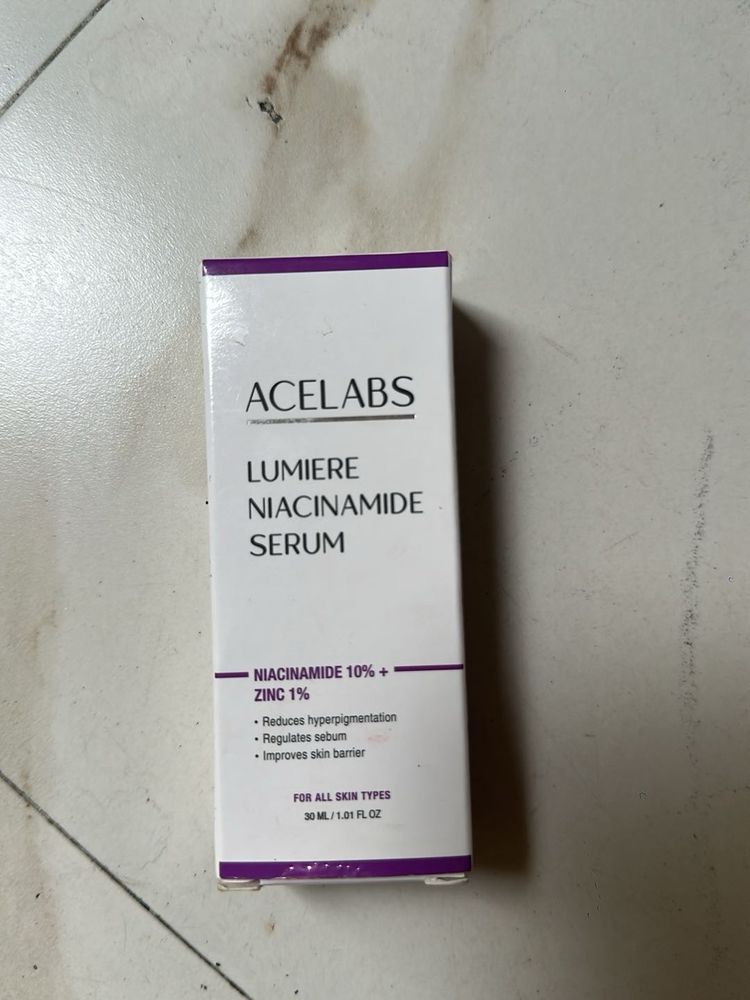 ACELABS
LUMIERE
NIACINAMIDE
SERUM
NIACINAMIDE 10% +
ZINC 1%
• Reduces hyperpigmentation
• Regulates sebum
• Improves skin barrier
FOR ALL SKIN TYPES
30 ML / 1.01 FL OZ